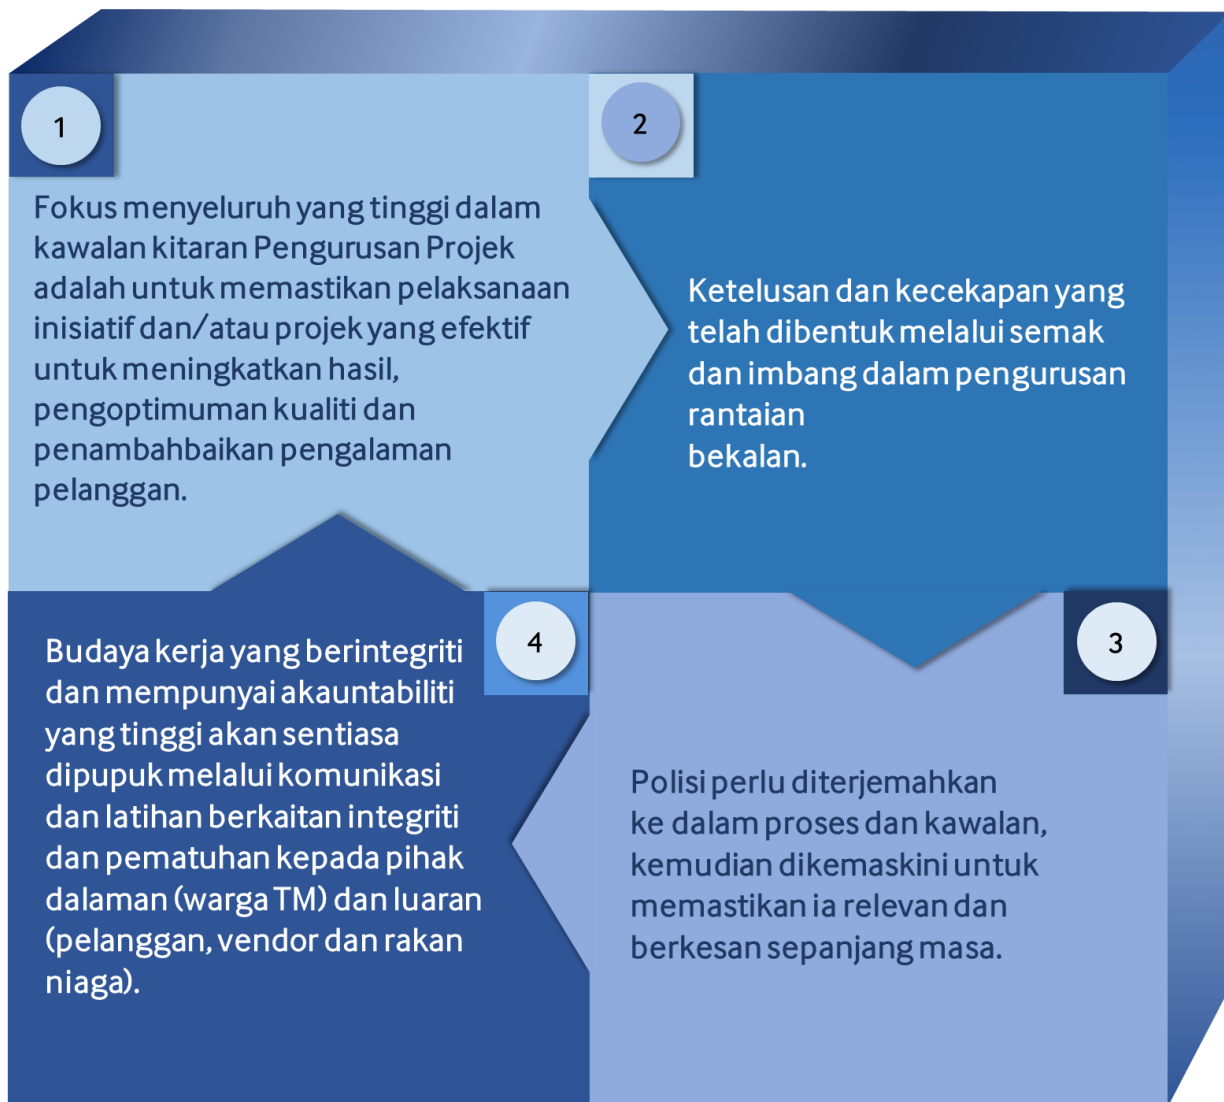 1
Fokus menyeluruh yang tinggi dalam
kawalan kitaran Pengurusan Projek
adalah untuk memastikan pelaksanaan
inisiatif dan/atau projek yang efektif
untuk meningkatkan hasil,
pengoptimuman kualiti dan
penambahbaikan pengalaman
pelanggan.
2
Ketelusan dan kecekapan yang
telah dibentuk melalui semak
dan imbang dalam pengurusan
rantaian
bekalan.
3
Polisi perlu diterjemahkan
ke dalam proses dan kawalan,
kemudian dikemaskini untuk
memastikan ia relevan dan
berkesan sepanjang masa.
4
Budaya kerja yang berintegriti
dan mempunyai akauntabiliti
yang tinggi akan sentiasa
dipupuk melalui komunikasi
dan latihan berkaitan integriti
dan pematuhan kepada pihak
dalaman (warga TM) dan luaran
(pelanggan, vendor dan rakan
niaga).